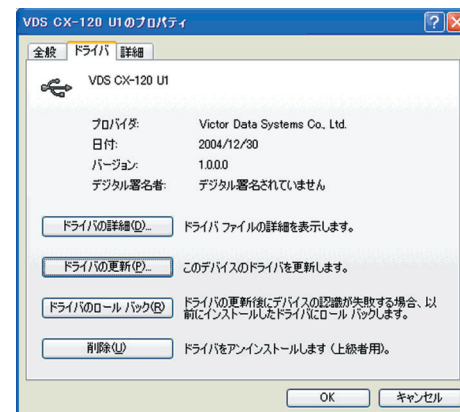 VDS CX-120 U1のプロパティ
全般 ドライバ 詳細
VDS CX-120 U1
プロバイダ: Victor Data Systems Co., Ltd.
日付: 2004/12/30
バージョン: 1.0.0.0
デジタル署名者: デジタル署名されていません
ドライバの詳細(D)... ドライバ ファイルの詳細を表示します。
ドライバの更新(P)... このデバイスのドライバを更新します。
ドライバのロール バック(R) ドライバの更新後にデバイスの認識が失敗する場合、以
前にインストールしたドライバにロール バックします。
削除(U) ドライバをアンインストールします (上級者用)。
OK キャンセル